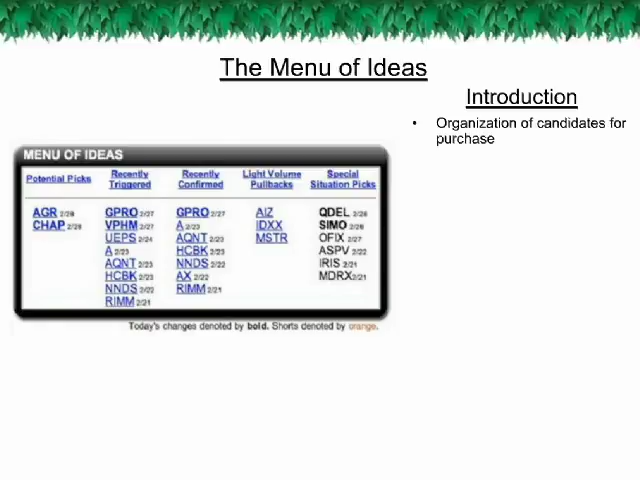 The Menu of Ideas
Introduction
• Organization of candidates for
purchase
MENU OF IDEAS
Potential Picks
Recently
Triggered
Recently
Confirmed
Light Volume
Pullbacks
Special
Situation Picks
AGR 2/28
CHAP 2/28
GPRO 2/27
VPHM 2/27
UEPS 2/24
A 2/23
AQNT 2/23
HCBK 2/23
NNDS 2/22
RIMM 2/21
GPRO 2/27
A 2/23
AQNT 2/23
HCBK 2/23
NNDS 2/22
AX 2/22
RIMM 2/21
AIZ
IDXX
MSTR
QDEL 2/28
SIMO 2/28
OFIX 2/27
ASPV 2/22
IRIS 2/21
MDRX 2/21
Today's changes denoted by bold. Shorts denoted by orange.